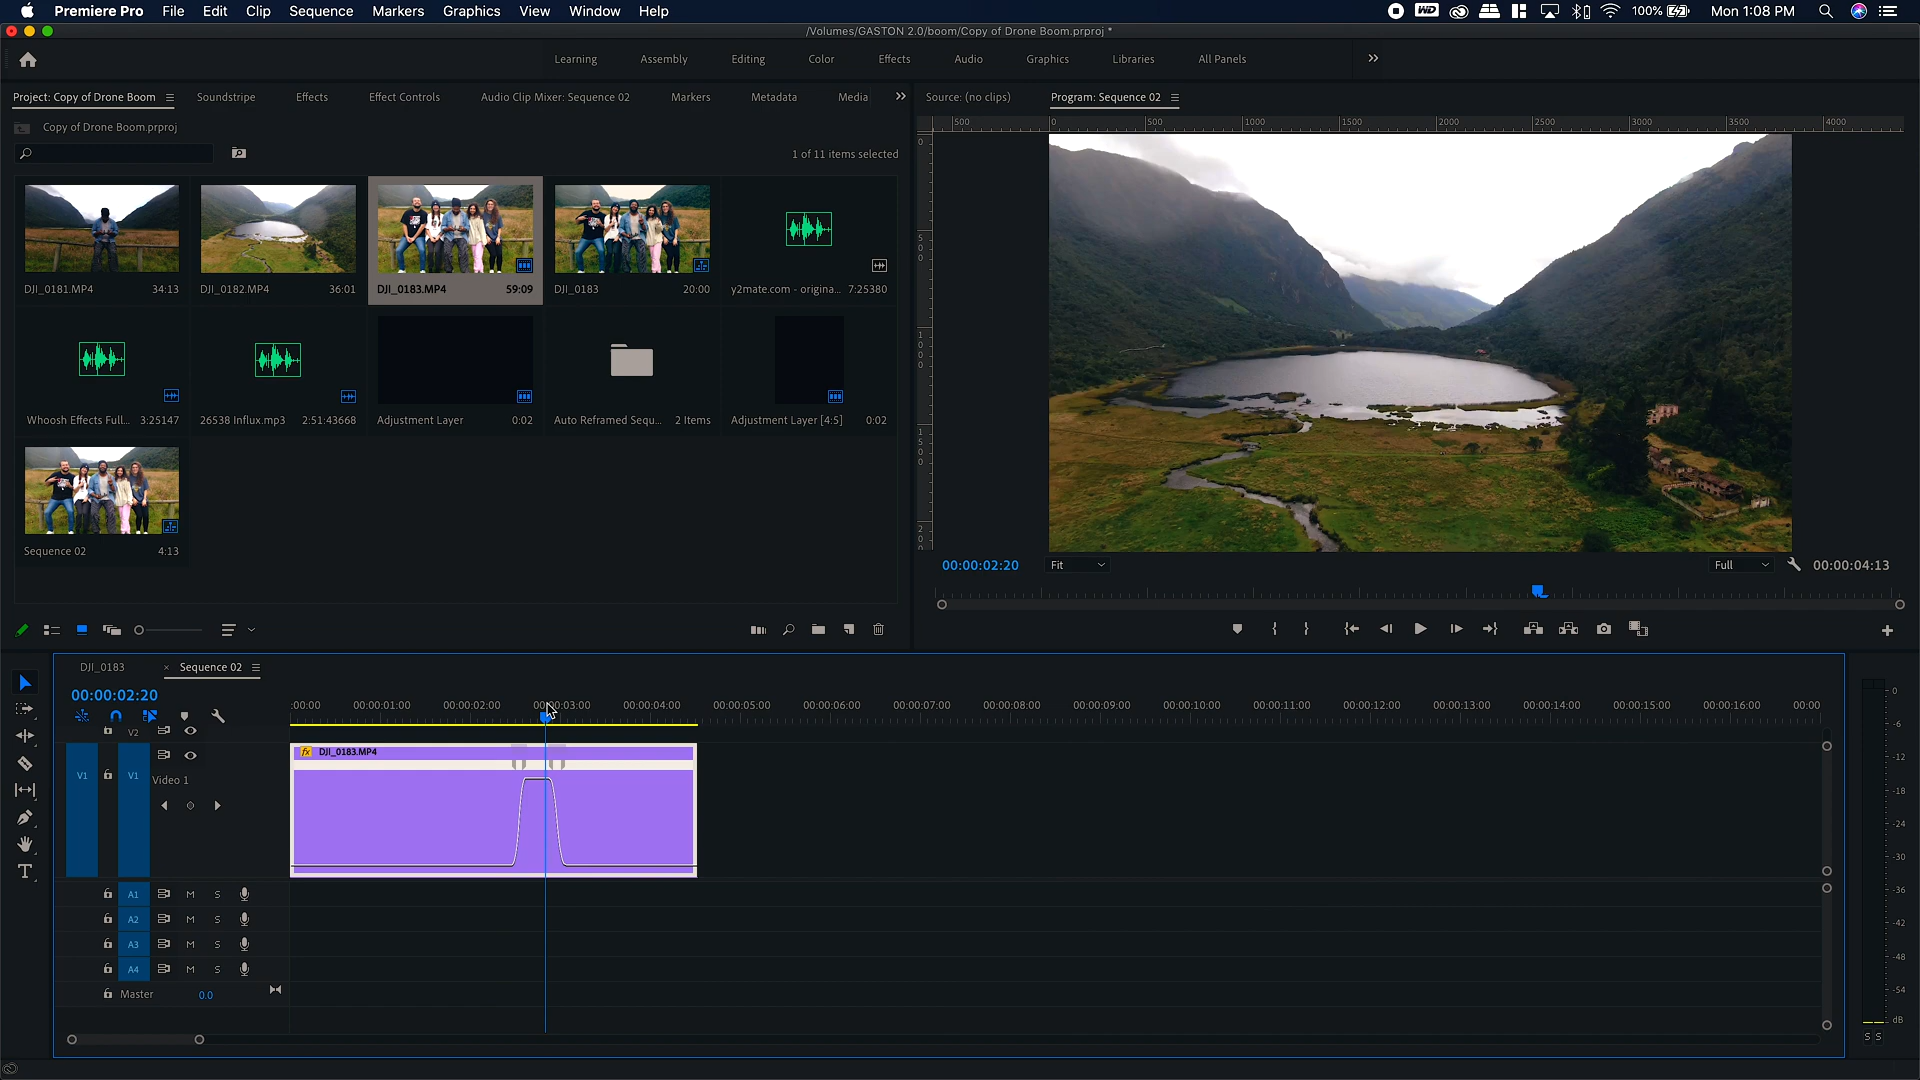 Premiere Pro File Edit Clip Sequence Markers Graphics View Window Help
WD 100% Mon 1:08 PM
/Volumes/GASTON 2.0/boom/Copy of Drone Boom.prproj *
Learning Assembly Editing Color Effects Audio Graphics Libraries All Panels
Project: Copy of Drone Boom Soundstripe Effects Effect Controls Audio Clip Mixer: Sequence 02 Markers Metadata Media
Source: (no clips) Program: Sequence 02
Copy of Drone Boom.prproj
1 of 11 items selected
500 0 500 1000 1500 2000 2500 3000 3500 4000
DJI_0181.MP4 34:13
DJI_0182.MP4 36:01
DJI_0183.MP4 59:09
DJI_0183 20:00
y2mate.com - origina... 7:25380
Whoosh Effects Full... 3:25147
26538 Influx.mp3 2:51:43668
Adjustment Layer 0:02
Auto Reframed Sequ... 2 Items
Adjustment Layer [4:5] 0:02
Sequence 02 4:13
00:00:02:20 Fit Full 00:00:04:13
DJI_0183 × Sequence 02
00:00:02:20
:00:00 00:00:01:00 00:00:02:00 00:00:03:00 00:00:04:00 00:00:05:00 00:00:06:00 00:00:07:00 00:00:08:00 00:00:09:00 00:00:10:00 00:00:11:00 00:00:12:00 00:00:13:00 00:00:14:00 00:00:15:00 00:00:16:00 00:00
V2
fx DJI_0183.MP4
V1 V1
Video 1
A1 M S
A2 M S
A3 M S
A4 M S
Master 0.0
0
-6
-12
-18
-24
-30
-36
-42
-48
-54
dB
S S